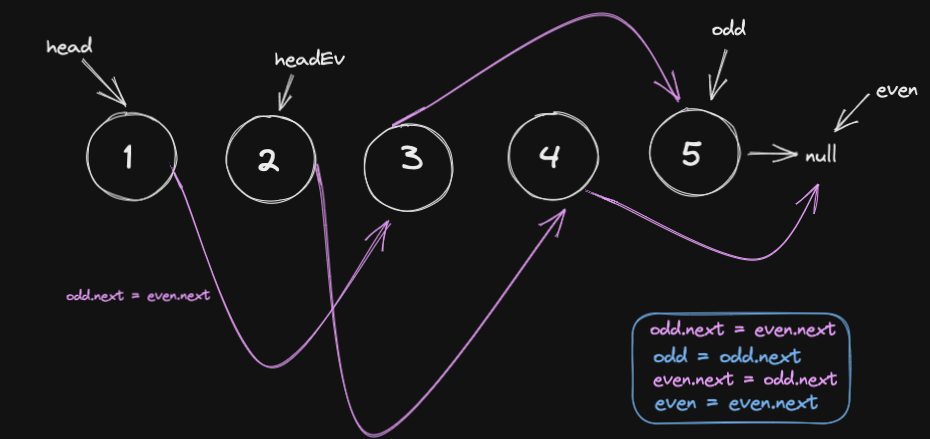 head
headEv
odd
even
1
2
3
4
5
null
odd.next = even.next
odd.next = even.next
odd = odd.next
even.next = odd.next
even = even.next